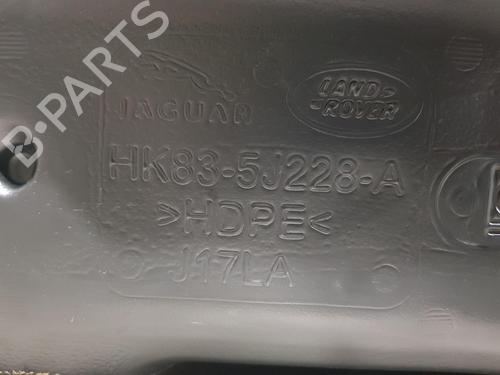 B-PARTS
JAGUAR
LAND-
-ROVER
HK83-5J228-A
>HDPE<
J17LA